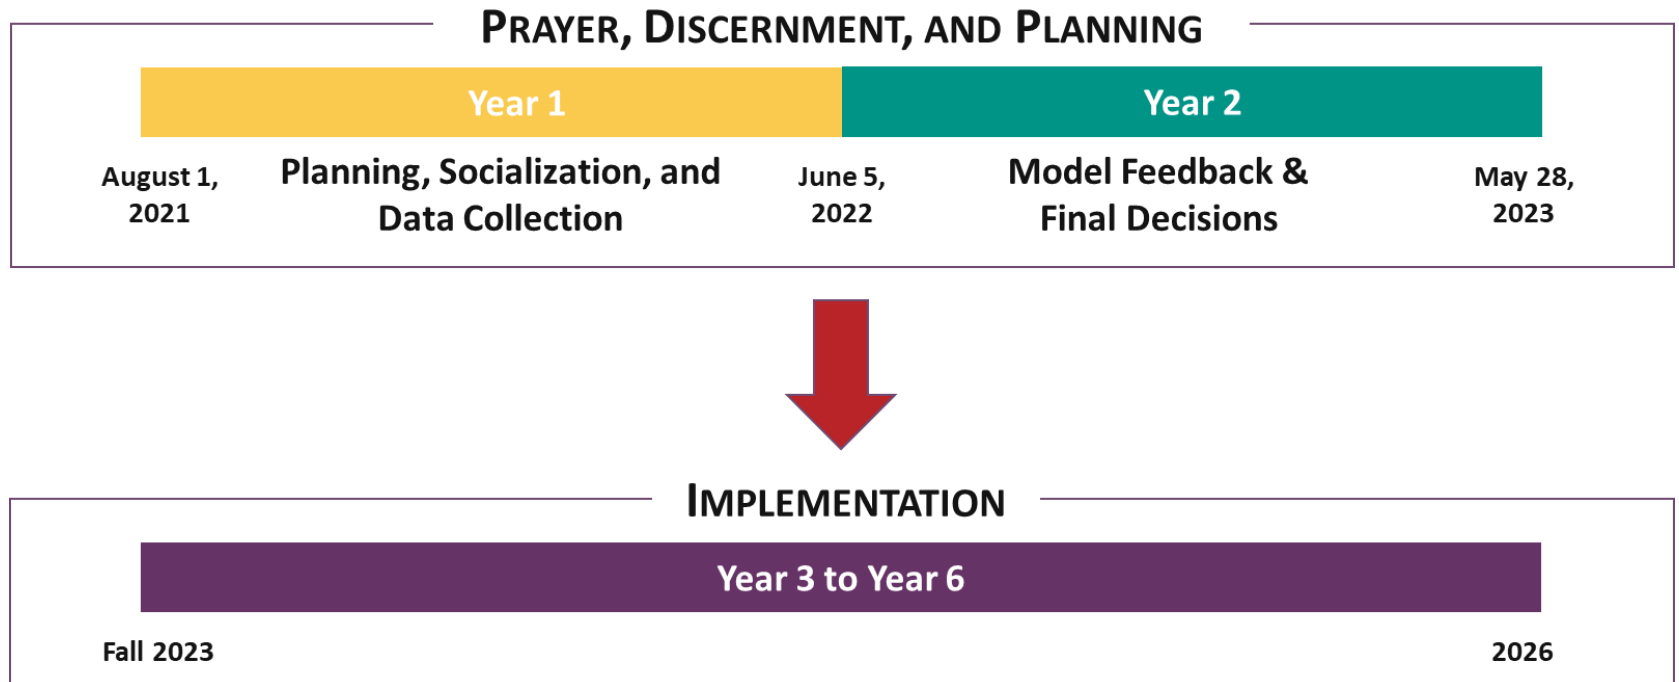 PRAYER, DISCERNMENT, AND PLANNING
Year 1
Year 2
August 1,
2021
Planning, Socialization, and
Data Collection
June 5,
2022
Model Feedback &
Final Decisions
May 28,
2023
IMPLEMENTATION
Year 3 to Year 6
Fall 2023
2026